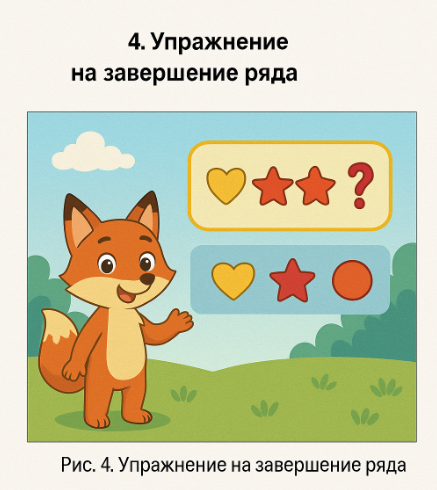 4. Упражнение
на завершение ряда
?
Рис. 4. Упражнение на завершение ряда